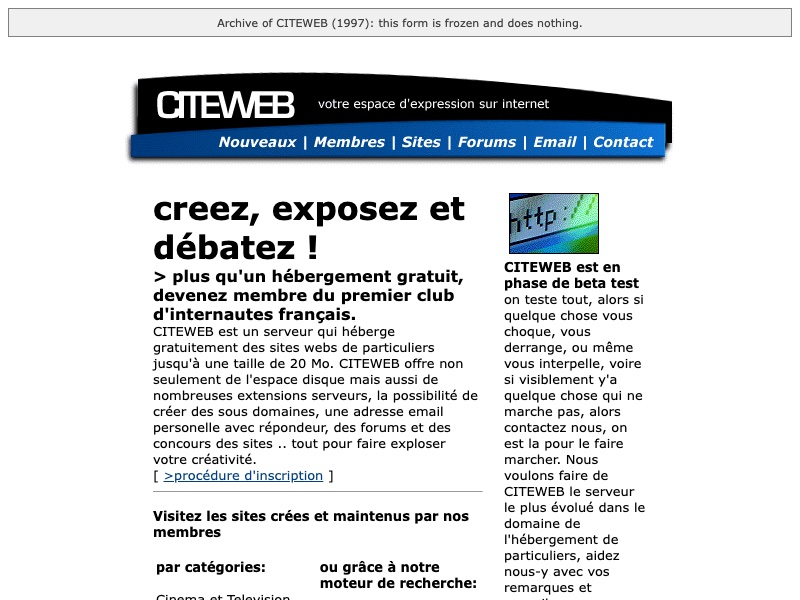 Archive of CITEWEB (1997): this form is frozen and does nothing.
CITEWEB votre espace d'expression sur internet
Nouveaux | Membres | Sites | Forums | Email | Contact
creez, exposez et
débatez !
> plus qu'un hébergement gratuit,
devenez membre du premier club
d'internautes français.
CITEWEB est un serveur qui héberge
gratuitement des sites webs de particuliers
jusqu'à une taille de 20 Mo. CITEWEB offre non
seulement de l'espace disque mais aussi de
nombreuses extensions serveurs, la possibilité de
créer des sous domaines, une adresse email
personelle avec répondeur, des forums et des
concours des sites .. tout pour faire exploser
votre créativité.
[ >procédure d'inscription ]
Visitez les sites crées et maintenus par nos
membres
par catégories:
Cinema et Television
ou grâce à notre
moteur de recherche:
http://
CITEWEB est en
phase de beta test
on teste tout, alors si
quelque chose vous
choque, vous
derrange, ou même
vous interpelle, voire
si visiblement y'a
quelque chose qui ne
marche pas, alors
contactez nous, on
est la pour le faire
marcher. Nous
voulons faire de
CITEWEB le serveur
le plus évolué dans le
domaine de
l'hébergement de
particuliers, aidez
nous-y avec vos
remarques et